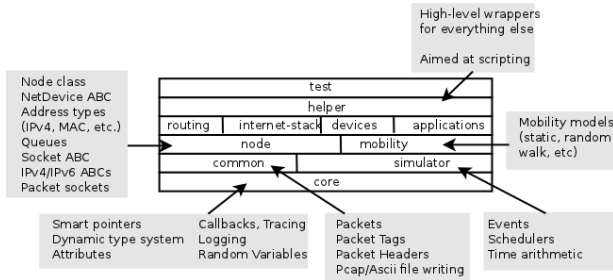 High-level wrappers
for everything else
Aimed at scripting
Node class
NetDevice ABC
Address types
(IPv4, MAC, etc.)
Queues
Socket ABC
IPv4/IPv6 ABCs
Packet sockets
test
helper
routing internet-stack devices applications
node mobility
common simulator
core
Mobility models
(static, random
walk, etc)
Smart pointers
Dynamic type system
Attributes
Callbacks, Tracing
Logging
Random Variables
Packets
Packet Tags
Packet Headers
Pcap/Ascii file writing
Events
Schedulers
Time arithmetic